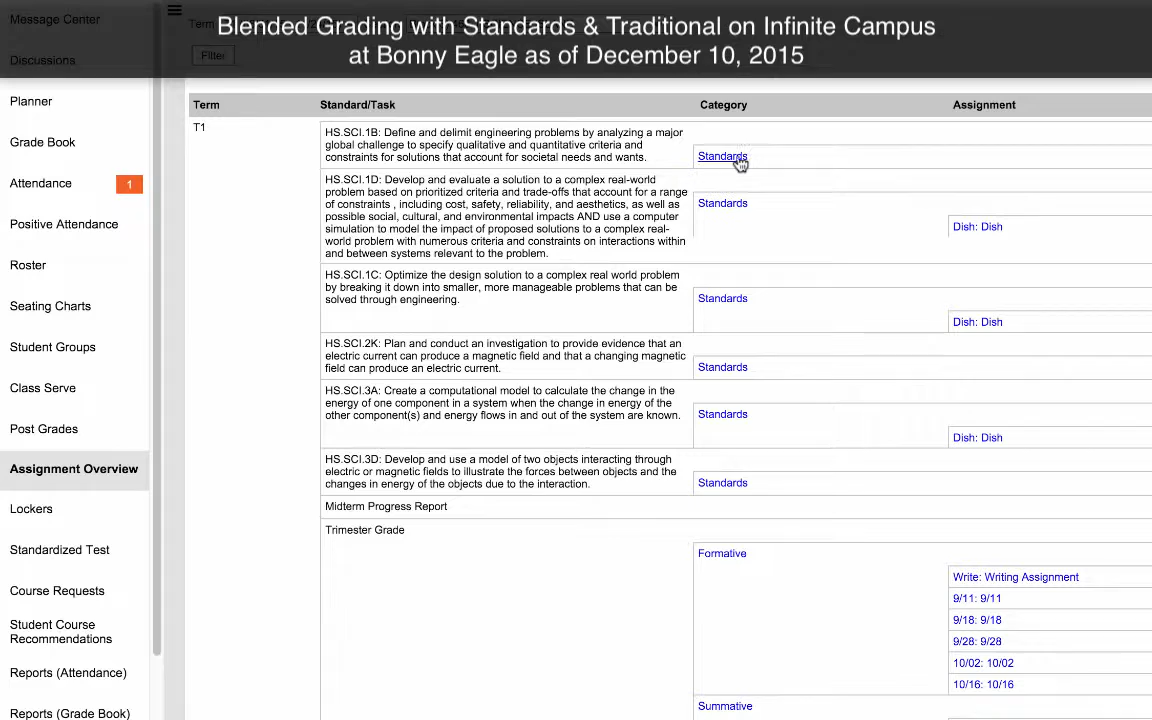 Blended Grading with Standards & Traditional on Infinite Campus
at Bonny Eagle as of December 10, 2015
Message Center
Discussions
Planner
Grade Book
Attendance
1
Positive Attendance
Roster
Seating Charts
Student Groups
Class Serve
Post Grades
Assignment Overview
Lockers
Standardized Test
Course Requests
Student Course
Recommendations
Reports (Attendance)
Reports (Grade Book)
Term
Filter
Term Standard/Task Category Assignment
T1
HS.SCI.1B: Define and delimit engineering problems by analyzing a major
global challenge to specify qualitative and quantitative criteria and
constraints for solutions that account for societal needs and wants.
Standards
HS.SCI.1D: Develop and evaluate a solution to a complex real-world
problem based on prioritized criteria and trade-offs that account for a range
of constraints , including cost, safety, reliability, and aesthetics, as well as
possible social, cultural, and environmental impacts AND use a computer
simulation to model the impact of proposed solutions to a complex real-
world problem with numerous criteria and constraints on interactions within
and between systems relevant to the problem.
Standards
Dish: Dish
HS.SCI.1C: Optimize the design solution to a complex real world problem
by breaking it down into smaller, more manageable problems that can be
solved through engineering.
Standards
Dish: Dish
HS.SCI.2K: Plan and conduct an investigation to provide evidence that an
electric current can produce a magnetic field and that a changing magnetic
field can produce an electric current.
Standards
HS.SCI.3A: Create a computational model to calculate the change in the
energy of one component in a system when the change in energy of the
other component(s) and energy flows in and out of the system are known.
Standards
Dish: Dish
HS.SCI.3D: Develop and use a model of two objects interacting through
electric or magnetic fields to illustrate the forces between objects and the
changes in energy of the objects due to the interaction.
Standards
Midterm Progress Report
Trimester Grade
Formative
Write: Writing Assignment
9/11: 9/11
9/18: 9/18
9/28: 9/28
10/02: 10/02
10/16: 10/16
Summative